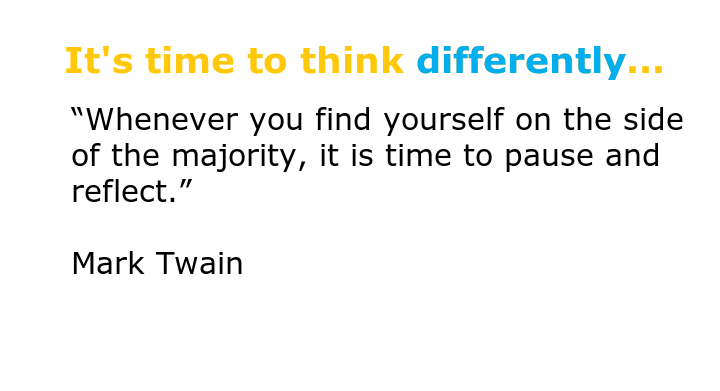 It's time to think differently...
“Whenever you find yourself on the side
of the majority, it is time to pause and
reflect.”
Mark Twain